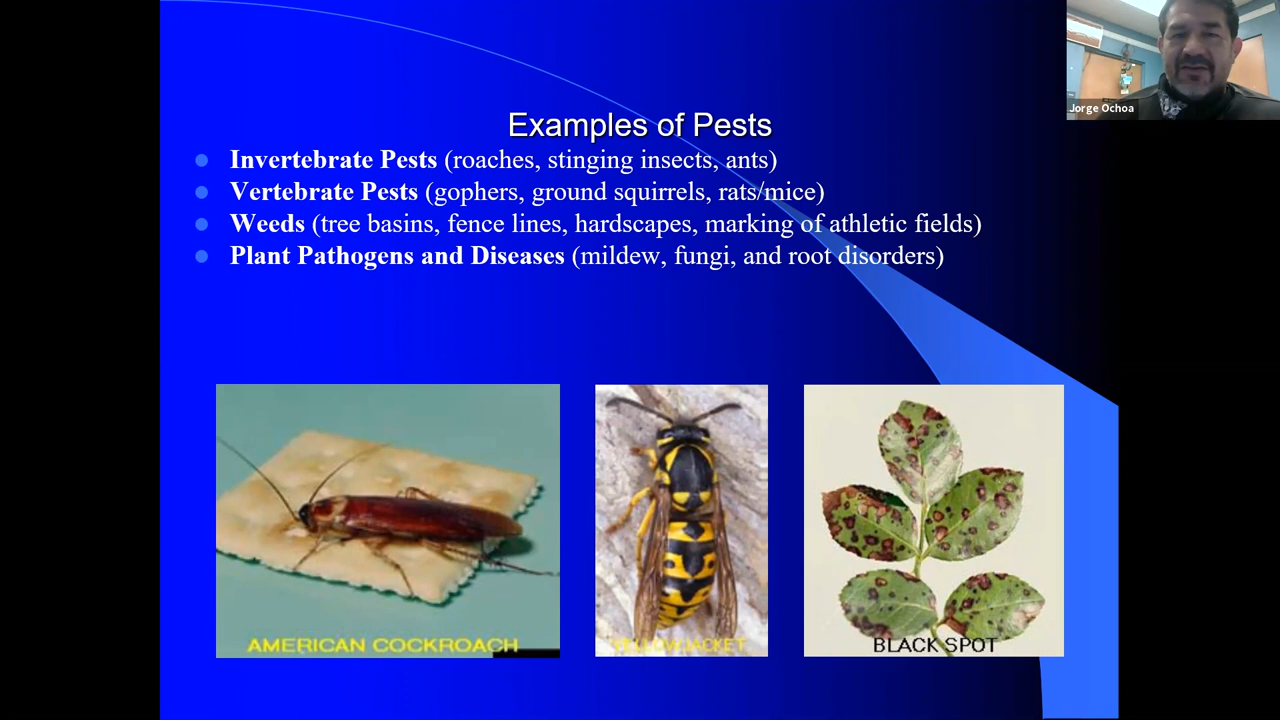 Jorge Ochoa
Examples of Pests
Invertebrate Pests (roaches, stinging insects, ants)
Vertebrate Pests (gophers, ground squirrels, rats/mice)
Weeds (tree basins, fence lines, hardscapes, marking of athletic fields)
Plant Pathogens and Diseases (mildew, fungi, and root disorders)
AMERICAN COCKROACH
YELLOWJACKET
BLACK SPOT